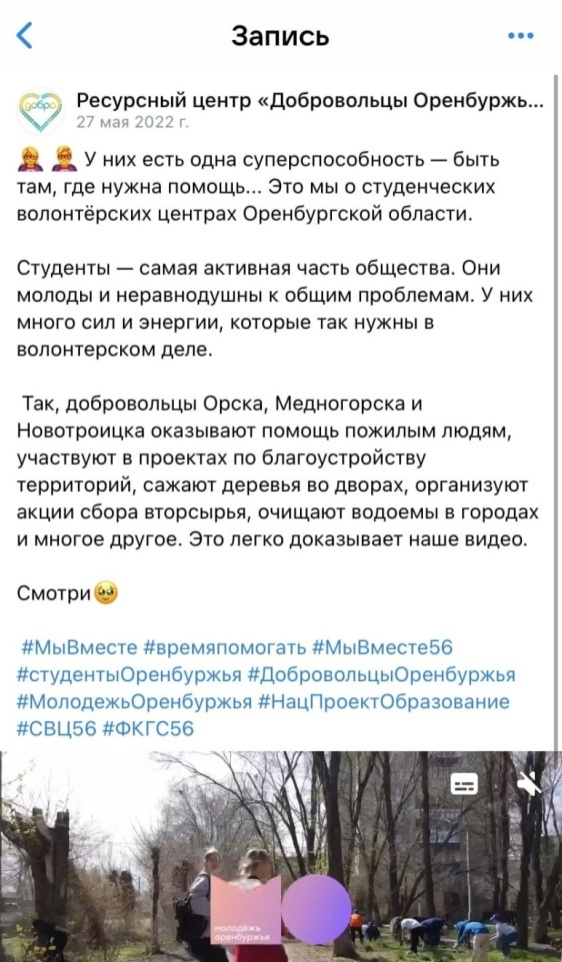 Запись
добро
Ресурсный центр «Добровольцы Оренбуржь...
27 мая 2022 г.
У них есть одна суперспособность — быть
там, где нужна помощь... Это мы о студенческих
волонтёрских центрах Оренбургской области.
Студенты — самая активная часть общества. Они
молоды и неравнодушны к общим проблемам. У них
много сил и энергии, которые так нужны в
волонтерском деле.
Так, добровольцы Орска, Медногорска и
Новотроицка оказывают помощь пожилым людям,
участвуют в проектах по благоустройству
территорий, сажают деревья во дворах, организуют
акции сбора вторсырья, очищают водоемы в городах
и многое другое. Это легко доказывает наше видео.
Смотри
#МыВместе #времяпомогать #МыВместе56
#студентыОренбуржья #ДобровольцыОренбуржья
#МолодежьОренбуржья #НацПроектОбразование
#СВЦ56 #ФКГС56
молодёжь
оренбуржья